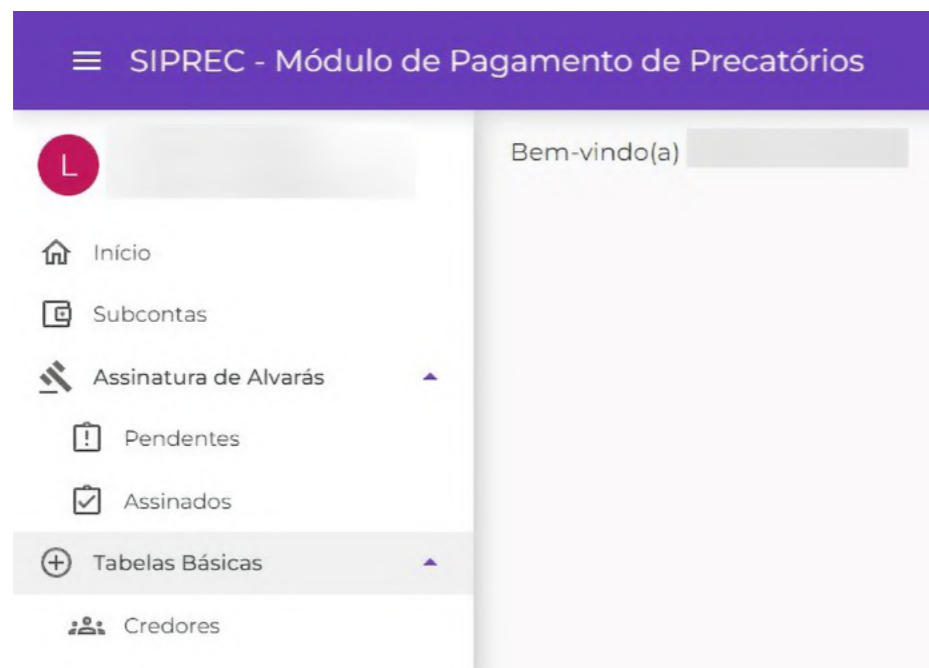 SIPREC - Módulo de Pagamento de Precatórios
L
Bem-vindo(a)
Início
Subcontas
Assinatura de Alvarás
Pendentes
Assinados
Tabelas Básicas
Credores